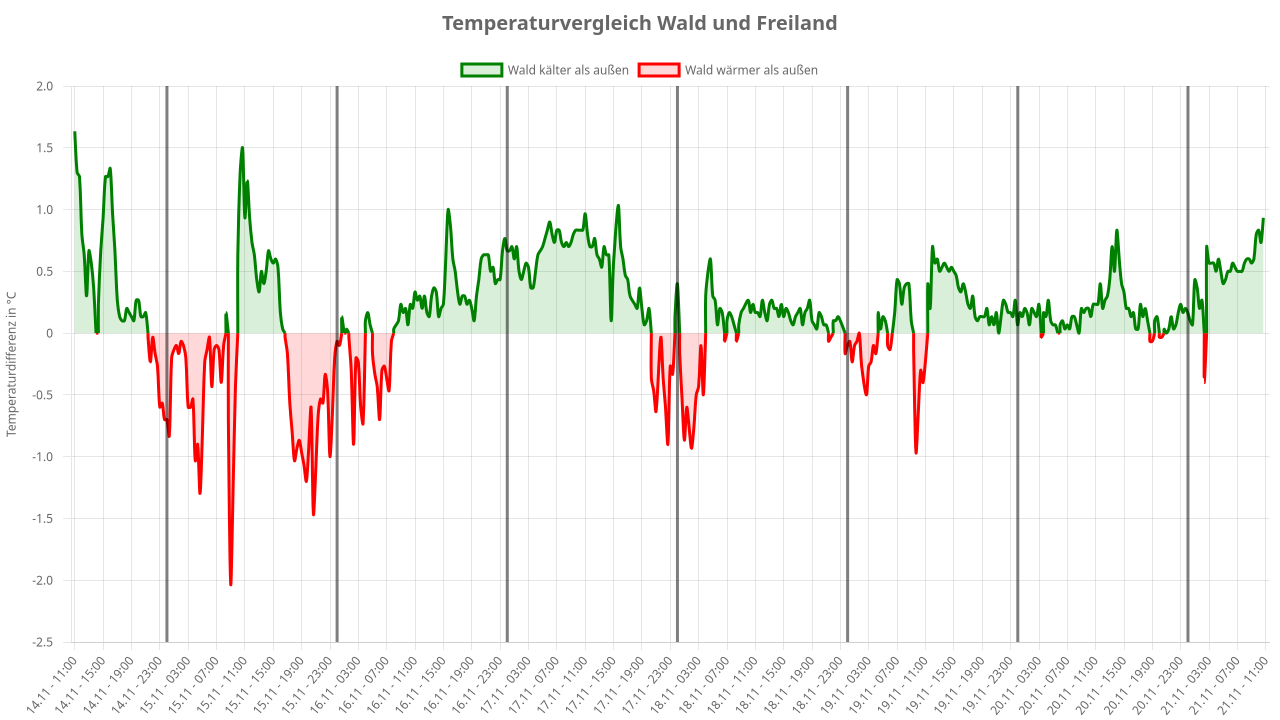 Temperaturvergleich Wald und Freiland
Wald kälter als außen
Wald wärmer als außen
Temperaturdifferenz in °C
2.0
1.5
1.0
0.5
0
-0.5
-1.0
-1.5
-2.0
-2.5
14.11 - 11:00
14.11 - 15:00
14.11 - 19:00
14.11 - 23:00
15.11 - 03:00
15.11 - 07:00
15.11 - 11:00
15.11 - 15:00
15.11 - 19:00
15.11 - 23:00
16.11 - 03:00
16.11 - 07:00
16.11 - 11:00
16.11 - 15:00
16.11 - 19:00
16.11 - 23:00
17.11 - 03:00
17.11 - 07:00
17.11 - 11:00
17.11 - 15:00
17.11 - 19:00
17.11 - 23:00
18.11 - 03:00
18.11 - 07:00
18.11 - 11:00
18.11 - 15:00
18.11 - 19:00
18.11 - 23:00
19.11 - 03:00
19.11 - 07:00
19.11 - 11:00
19.11 - 15:00
19.11 - 19:00
19.11 - 23:00
20.11 - 03:00
20.11 - 07:00
20.11 - 11:00
20.11 - 15:00
20.11 - 19:00
20.11 - 23:00
21.11 - 03:00
21.11 - 07:00
21.11 - 11:00